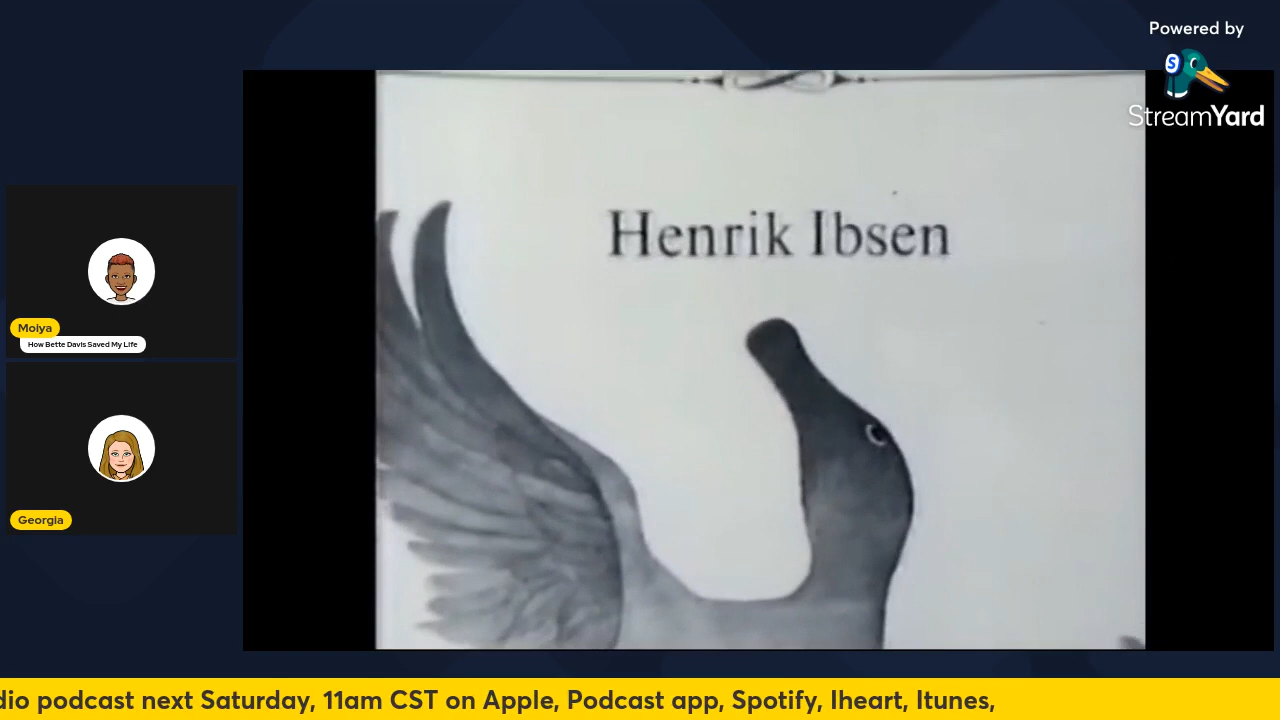 Powered by
StreamYard
Henrik Ibsen
Moiya
How Bette Davis Saved My Life
Georgia
dio podcast next Saturday, 11am CST on Apple, Podcast app, Spotify, Iheart, Itunes,